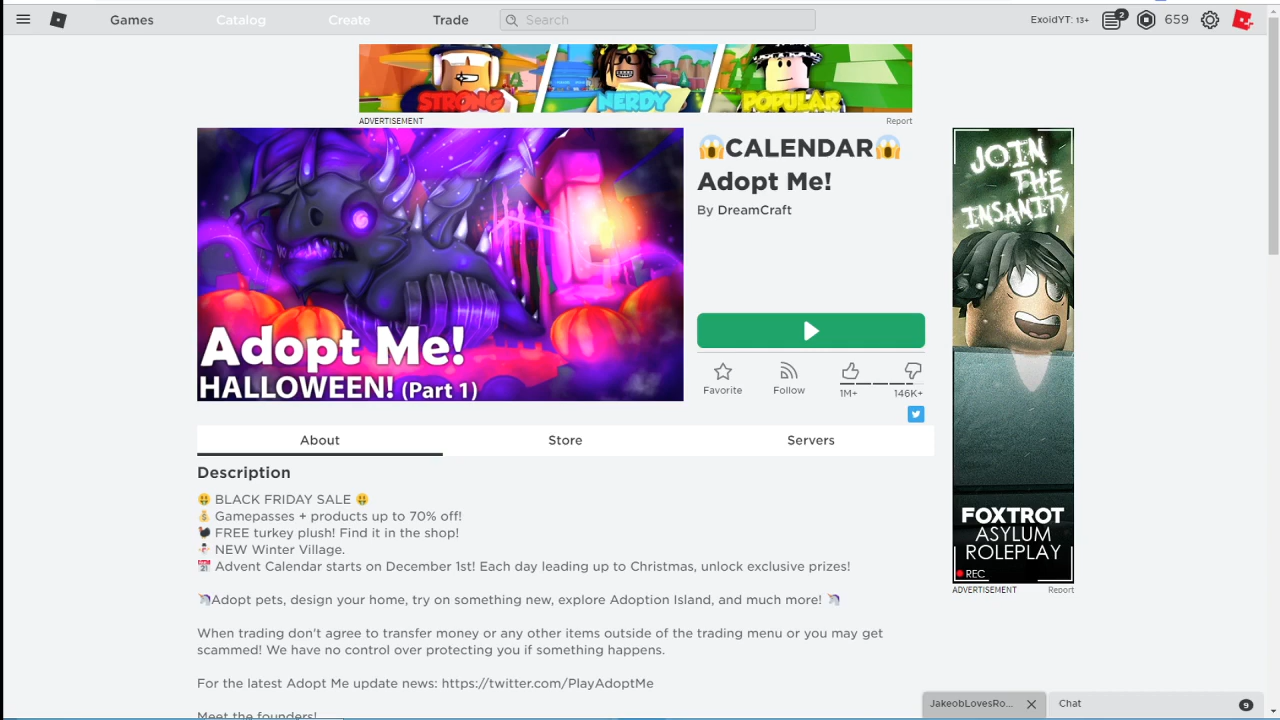 Games Catalog Create Trade Search ExoidYT: 13+ 2 659
STRONG NERDY POPULAR
ADVERTISEMENT Report
Adopt Me!
HALLOWEEN! (Part 1)
😱CALENDAR😱
Adopt Me!
By DreamCraft
Favorite Follow 1M+ 146K+
JOIN
THE
INSANITY
FOXTROT
ASYLUM
ROLEPLAY
REC
ADVERTISEMENT Report
About Store Servers
Description
🤑 BLACK FRIDAY SALE 🤑
💰 Gamepasses + products up to 70% off!
🦃 FREE turkey plush! Find it in the shop!
⛄ NEW Winter Village.
📅 Advent Calendar starts on December 1st! Each day leading up to Christmas, unlock exclusive prizes!
🦄Adopt pets, design your home, try on something new, explore Adoption Island, and much more! 🦄
When trading don't agree to transfer money or any other items outside of the trading menu or you may get
scammed! We have no control over protecting you if something happens.
For the latest Adopt Me update news: https://twitter.com/PlayAdoptMe
Meet the founders!
JakeobLovesRo... Chat 9